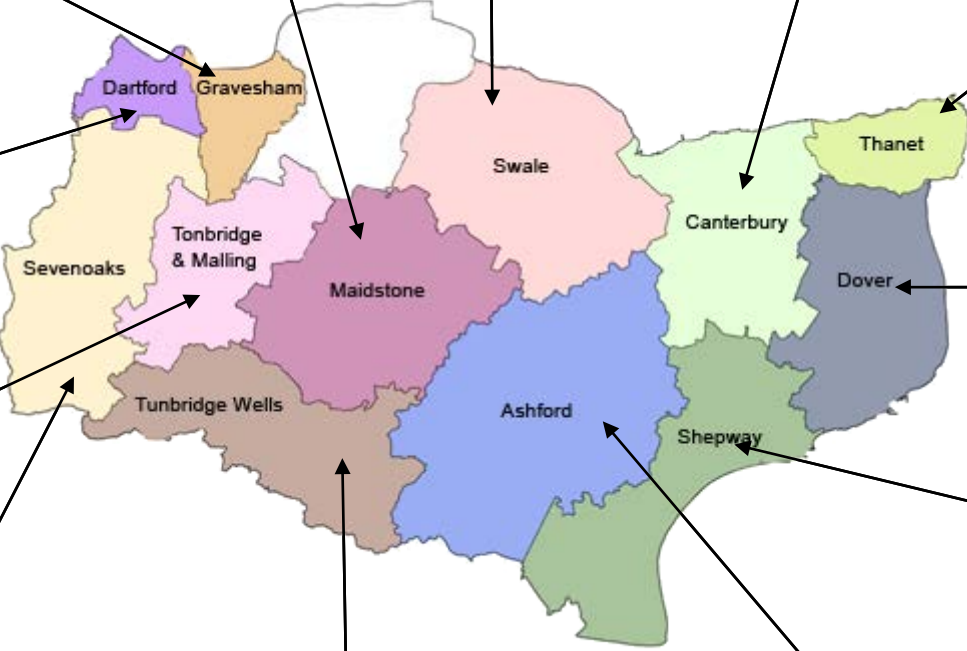 Dartford
Gravesham
Thanet
Swale
Canterbury
Tonbridge
& Malling
Sevenoaks
Maidstone
Dover
Tunbridge Wells
Ashford
Shepway